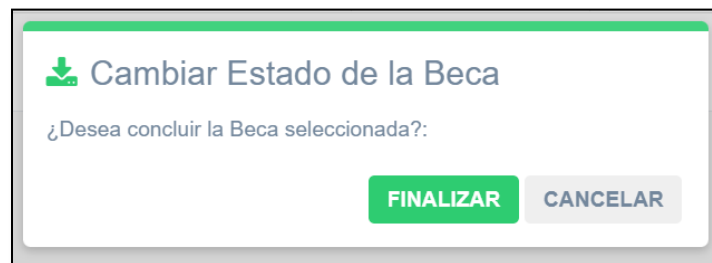 Cambiar Estado de la Beca
¿Desea concluir la Beca seleccionada?:
FINALIZAR CANCELAR